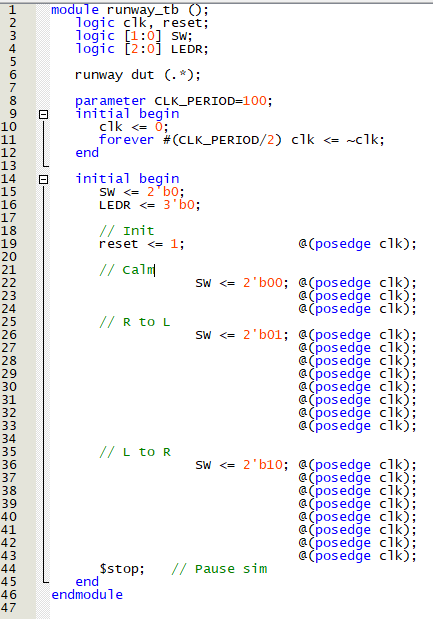 1 module runway_tb ();
2 logic clk, reset;
3 logic [1:0] SW;
4 logic [2:0] LEDR;
5
6 runway dut (.*);
7
8 parameter CLK_PERIOD=100;
9 initial begin
10 clk <= 0;
11 forever #(CLK_PERIOD/2) clk <= ~clk;
12 end
13
14 initial begin
15 SW <= 2'b0;
16 LEDR <= 3'b0;
17
18 // Init
19 reset <= 1; @(posedge clk);
20
21 // Calm
22 SW <= 2'b00; @(posedge clk);
23 @(posedge clk);
24 @(posedge clk);
25 // R to L
26 SW <= 2'b01; @(posedge clk);
27 @(posedge clk);
28 @(posedge clk);
29 @(posedge clk);
30 @(posedge clk);
31 @(posedge clk);
32 @(posedge clk);
33 @(posedge clk);
34
35 // L to R
36 SW <= 2'b10; @(posedge clk);
37 @(posedge clk);
38 @(posedge clk);
39 @(posedge clk);
40 @(posedge clk);
41 @(posedge clk);
42 @(posedge clk);
43 @(posedge clk);
44 $stop; // Pause sim
45 end
46 endmodule
47